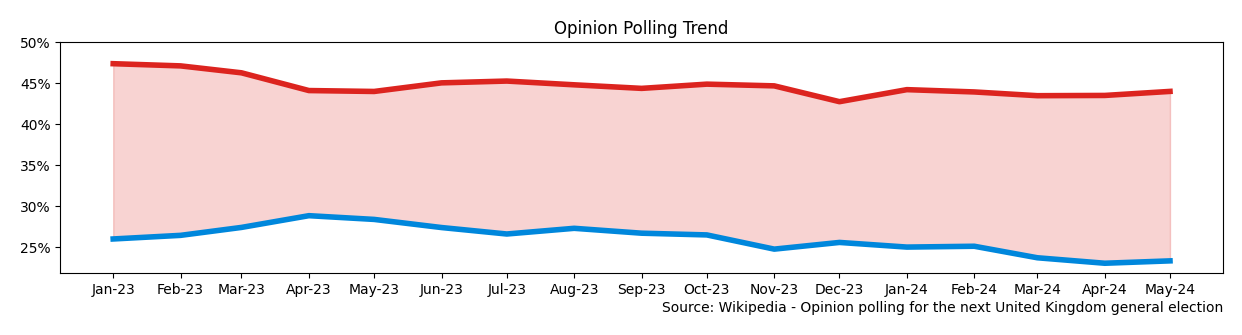 Opinion Polling Trend
50%
45%
40%
35%
30%
25%
Jan-23 Feb-23 Mar-23 Apr-23 May-23 Jun-23 Jul-23 Aug-23 Sep-23 Oct-23 Nov-23 Dec-23 Jan-24 Feb-24 Mar-24 Apr-24 May-24
Source: Wikipedia - Opinion polling for the next United Kingdom general election